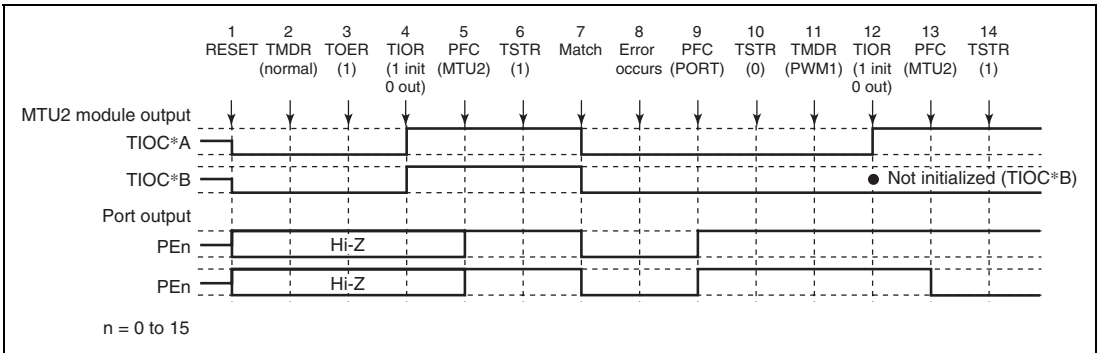 1 2 3 4 5 6 7 8 9 10 11 12 13 14
RESET TMDR TOER TIOR PFC TSTR Match Error PFC TSTR TMDR TIOR PFC TSTR
(normal) (1) (1 init (MTU2) (1) occurs (PORT) (0) (PWM1) (1 init (MTU2) (1)
0 out) 0 out)
MTU2 module output
TIOC*A
TIOC*B
● Not initialized (TIOC*B)
Port output
PEn Hi-Z
PEn Hi-Z
n = 0 to 15